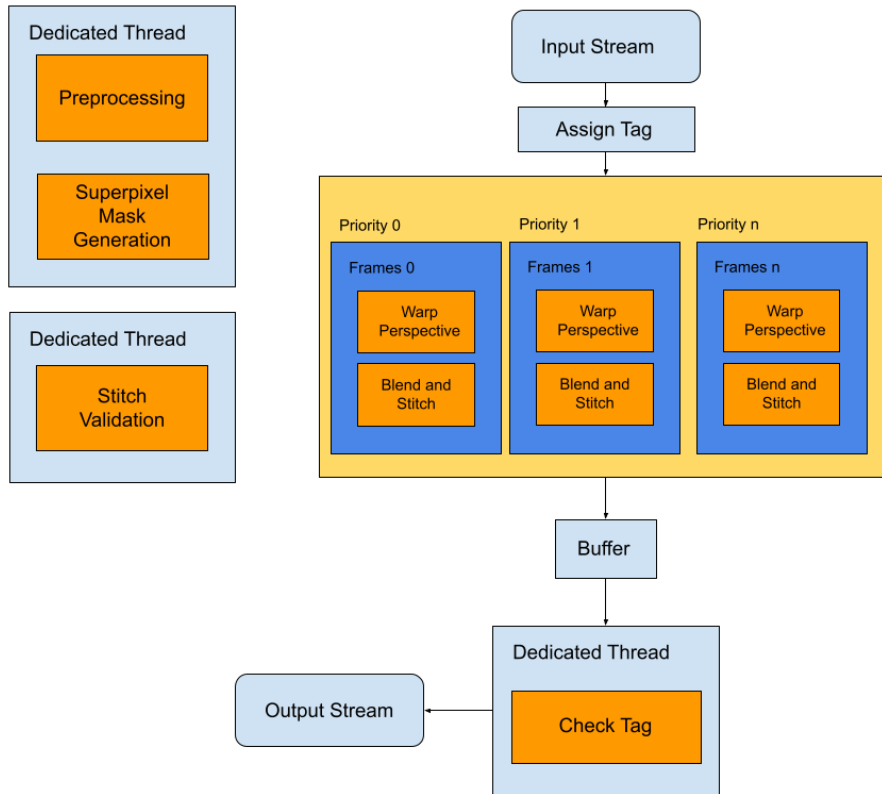 Dedicated Thread
Preprocessing
Superpixel
Mask
Generation
Dedicated Thread
Stitch
Validation
Input Stream
Assign Tag
Priority 0
Priority 1
Priority n
Frames 0
Frames 1
Frames n
Warp
Perspective
Warp
Perspective
Warp
Perspective
Blend and
Stitch
Blend and
Stitch
Blend and
Stitch
Buffer
Dedicated Thread
Check Tag
Output Stream